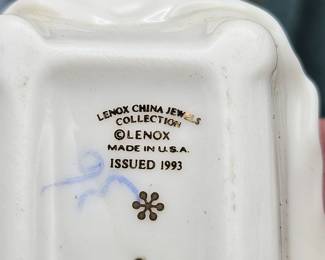 LENOX CHINA JEWELS
COLLECTION
©LENOX
MADE IN U.S.A.
ISSUED 1993